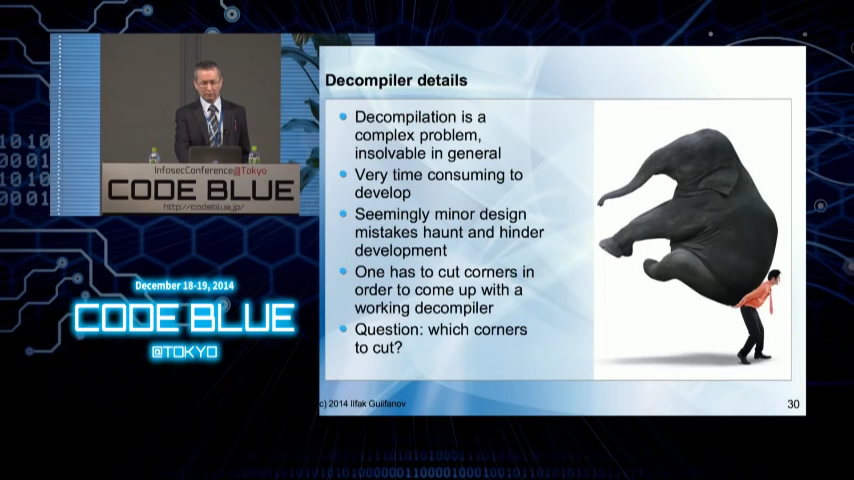 InfosecConference@Tokyo
CODE BLUE
http://codeblue.jp/
December 18-19, 2014
CODE BLUE
@TOKYO
Decompiler details
Decompilation is a
complex problem,
insolvable in general
Very time consuming to
develop
Seemingly minor design
mistakes haunt and hinder
development
One has to cut corners in
order to come up with a
working decompiler
Question: which corners
to cut?
c) 2014 Ilfak Guilfanov
30